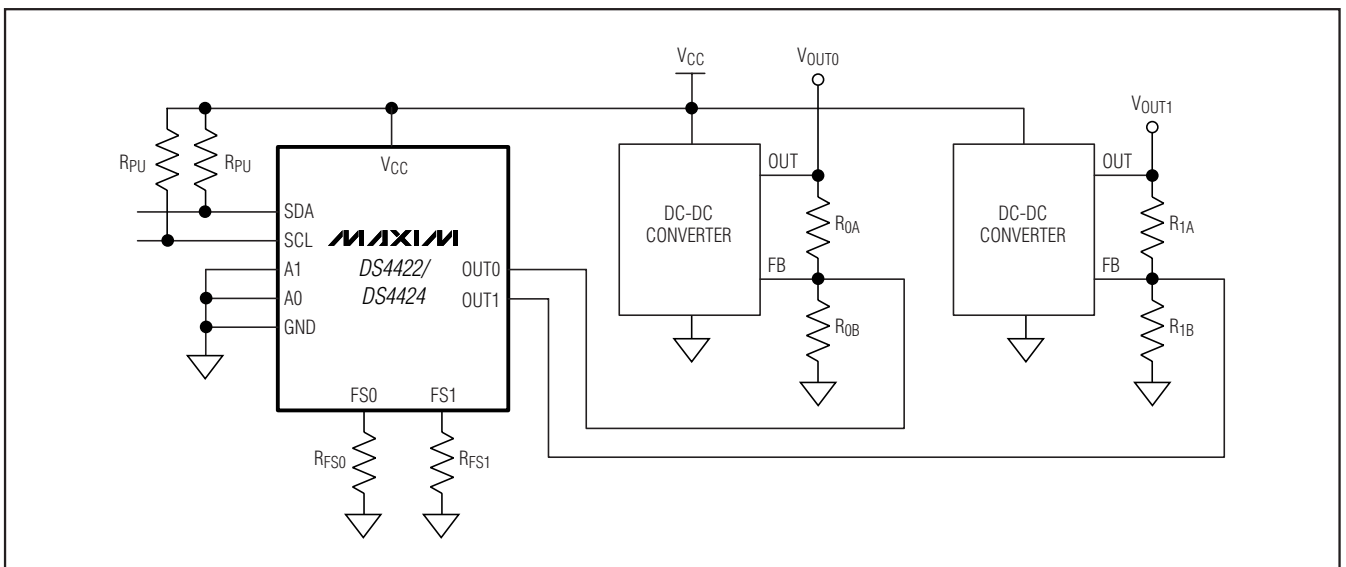 VCC
VOUT0
VOUT1
RPU
RPU
VCC
SDA
SCL
A1
A0
GND
MAXIM
DS4422/
DS4424
OUT0
OUT1
FS0
FS1
RFS0
RFS1
DC-DC
CONVERTER
OUT
FB
R0A
R0B
DC-DC
CONVERTER
OUT
FB
R1A
R1B